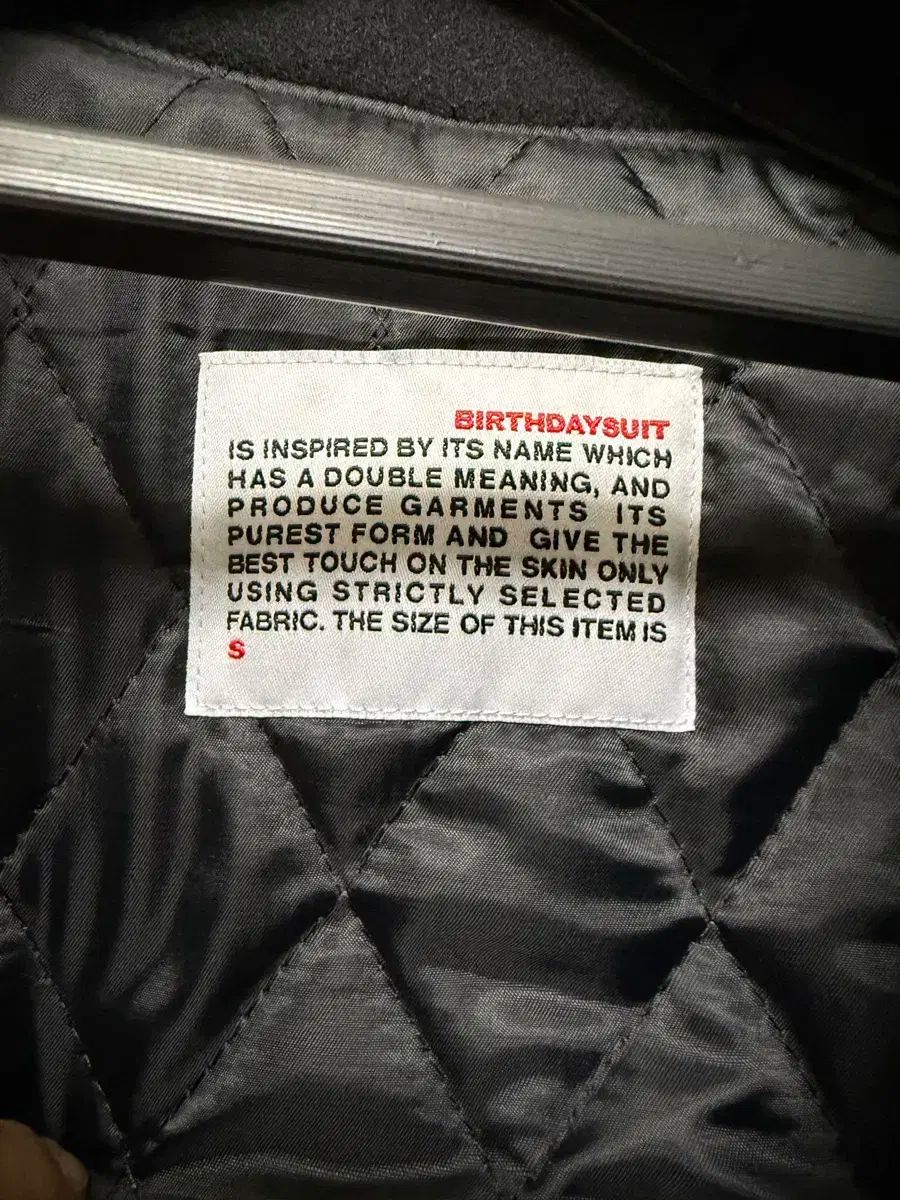 BIRTHDAYSUIT
IS INSPIRED BY ITS NAME WHICH
HAS A DOUBLE MEANING, AND
PRODUCE GARMENTS ITS
PUREST FORM AND GIVE THE
BEST TOUCH ON THE SKIN ONLY
USING STRICTLY SELECTED
FABRIC. THE SIZE OF THIS ITEM IS
S